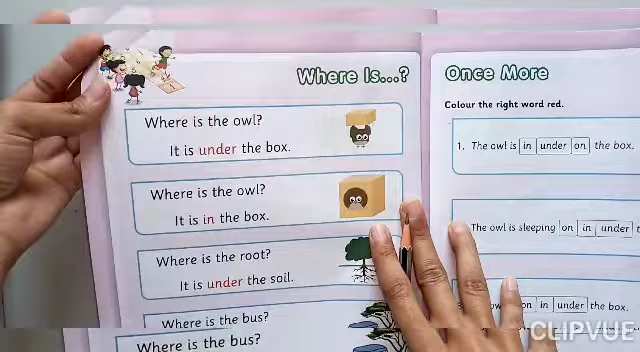 Where Is...?
Where is the owl?
It is under the box.
Where is the owl?
It is in the box.
Where is the root?
It is under the soil.
Where is the bus?
Where is the bus?
Once More
Colour the right word red.
1. The owl is in under on the box.
The owl is sleeping on in under
on in under the box.
CLIPVUE